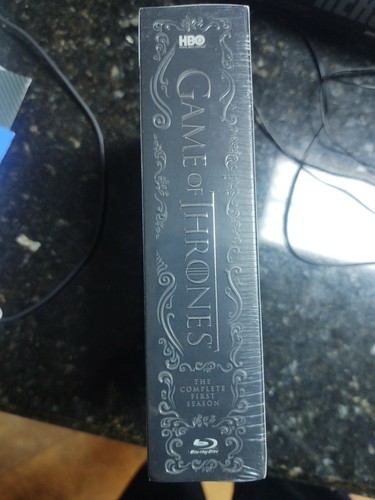 HBO
GAME OF THRONES
THE
COMPLETE
FIRST
SEASON
Blu-ray Disc